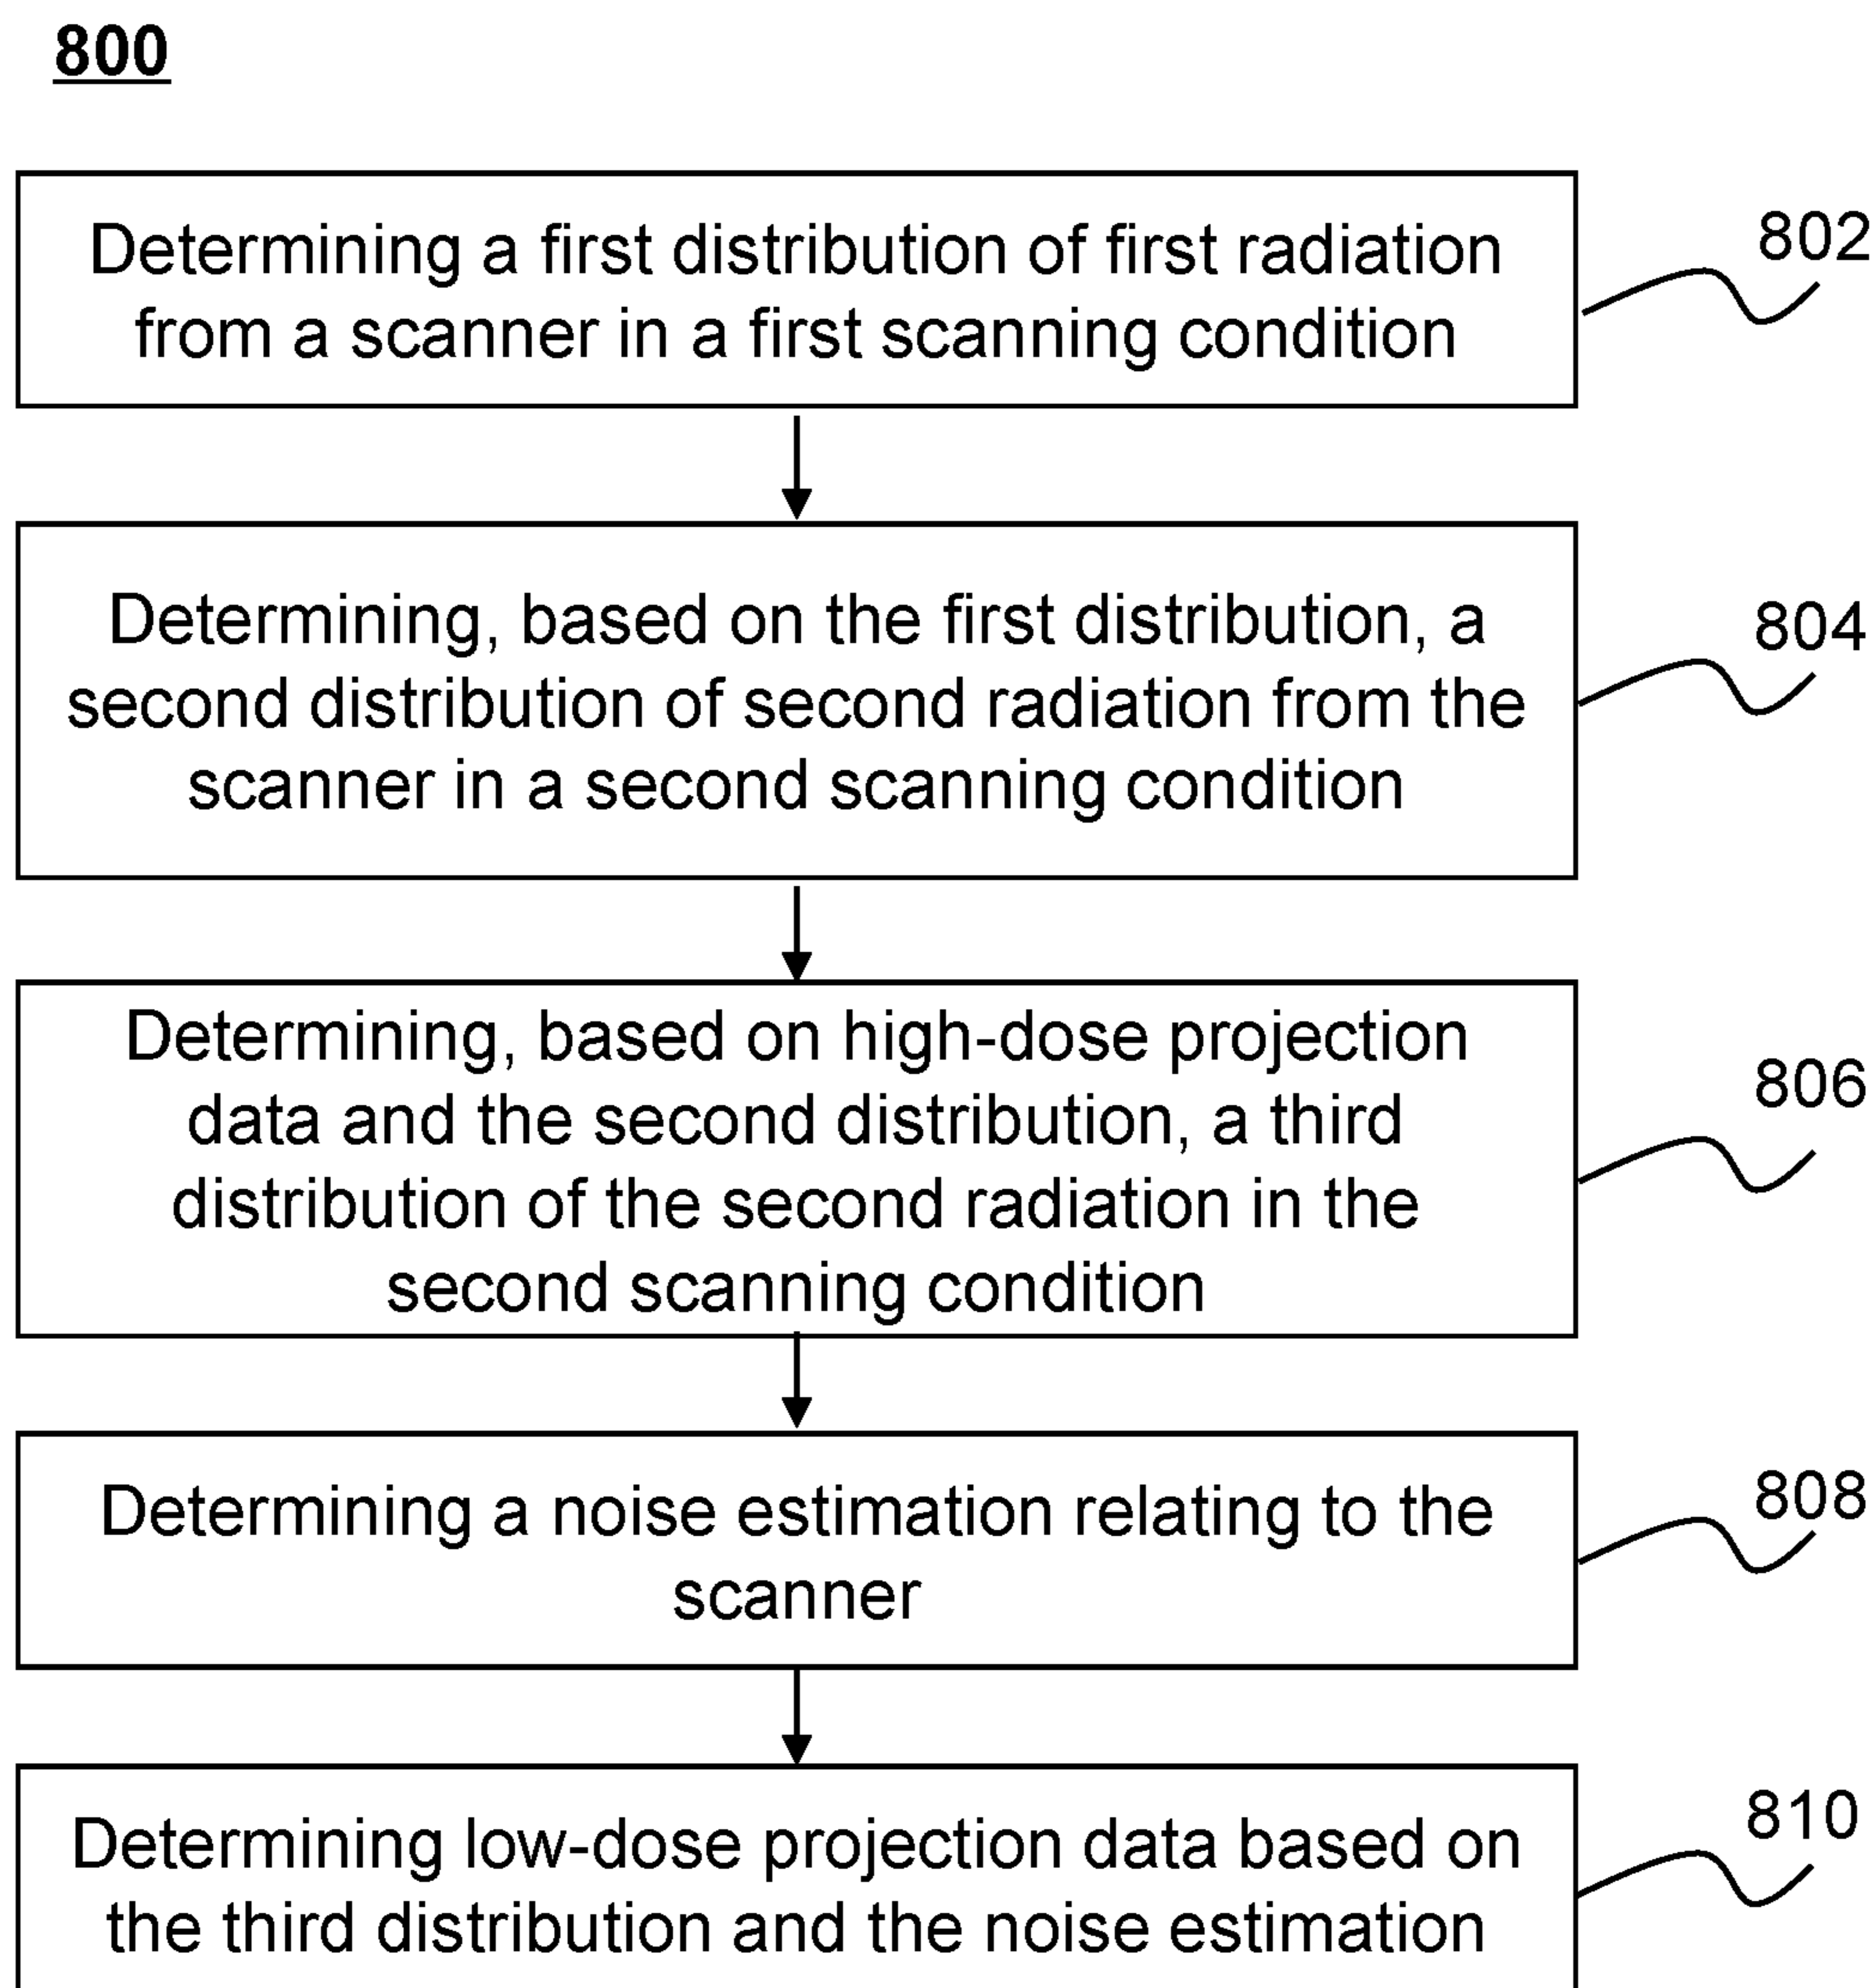 800
Determining a first distribution of first radiation
from a scanner in a first scanning condition
802
Determining, based on the first distribution, a
second distribution of second radiation from the
scanner in a second scanning condition
804
Determining, based on high-dose projection
data and the second distribution, a third
distribution of the second radiation in the
second scanning condition
806
Determining a noise estimation relating to the
scanner
808
Determining low-dose projection data based on
the third distribution and the noise estimation
810